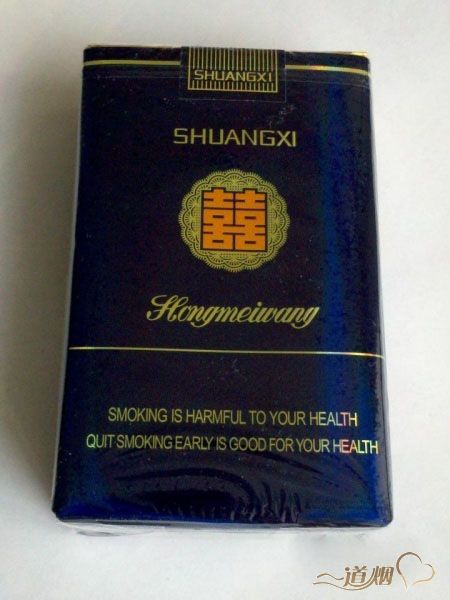 SHUANGXI
SHUANGXI
囍
Hongmeiwang
SMOKING IS HARMFUL TO YOUR HEALTH
QUIT SMOKING EARLY IS GOOD FOR YOUR HEALTH
一道烟